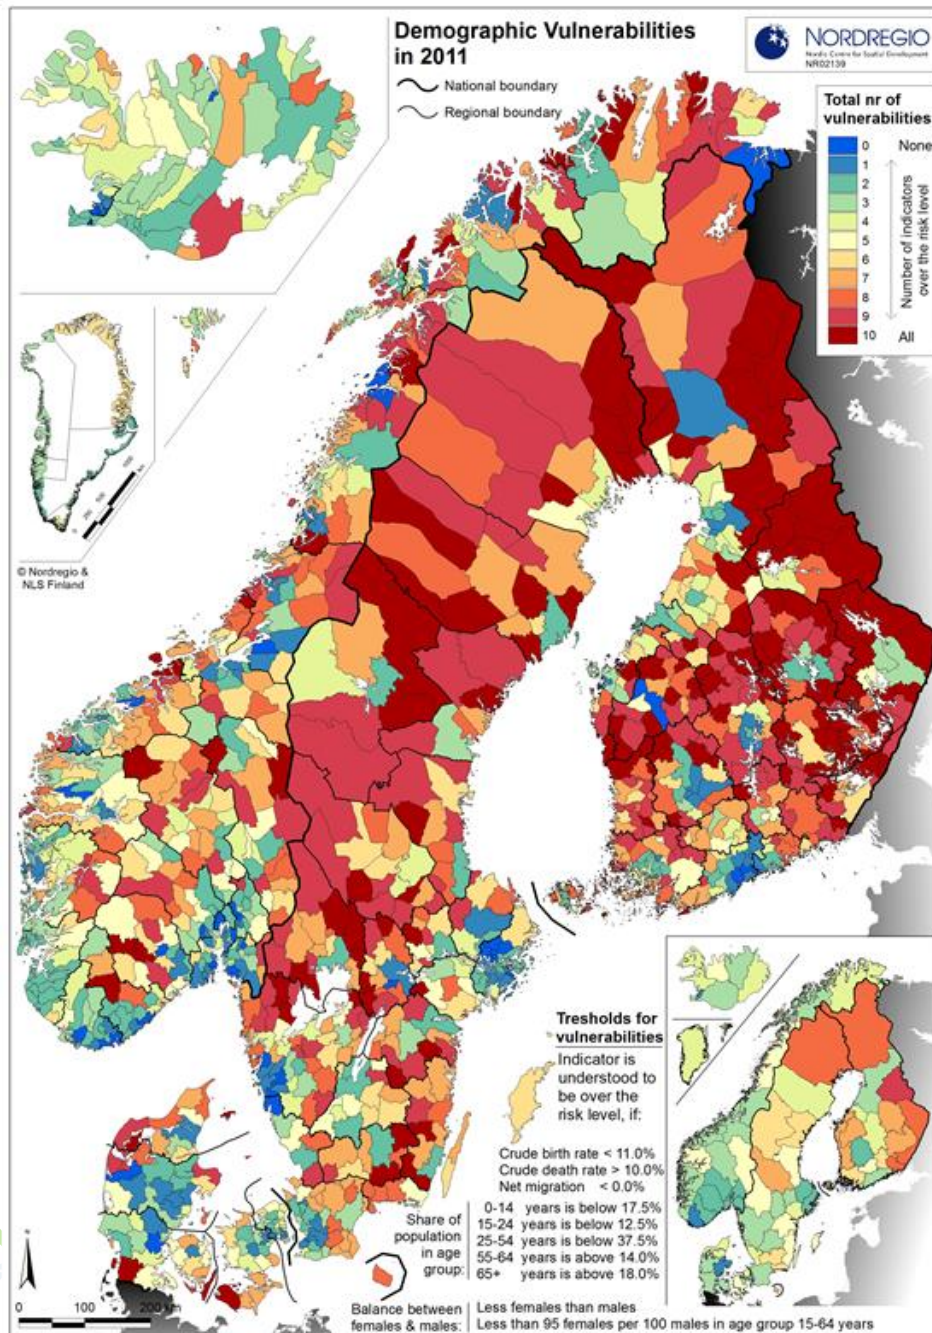 Demographic Vulnerabilities
in 2011
National boundary
Regional boundary
NORDREGIO
Nordic Centre for Spatial Development
NR02139
Total nr of
vulnerabilities
0 None
1
2
3
4
5
6
7
8
9
10 All
Number of indicators
over the risk level
© Nordregio &
NLS Finland
Tresholds for
vulnerabilities
Indicator is
understood to
be over the
risk level, if:
Crude birth rate < 11.0%
Crude death rate > 10.0%
Net migration < 0.0%
Share of
population
in age
group:
0-14 years is below 17.5%
15-24 years is below 12.5%
25-54 years is below 37.5%
55-64 years is above 14.0%
65+ years is above 18.0%
Balance between
females & males:
Less females than males
Less than 95 females per 100 males in age group 15-64 years
0 100 200 km